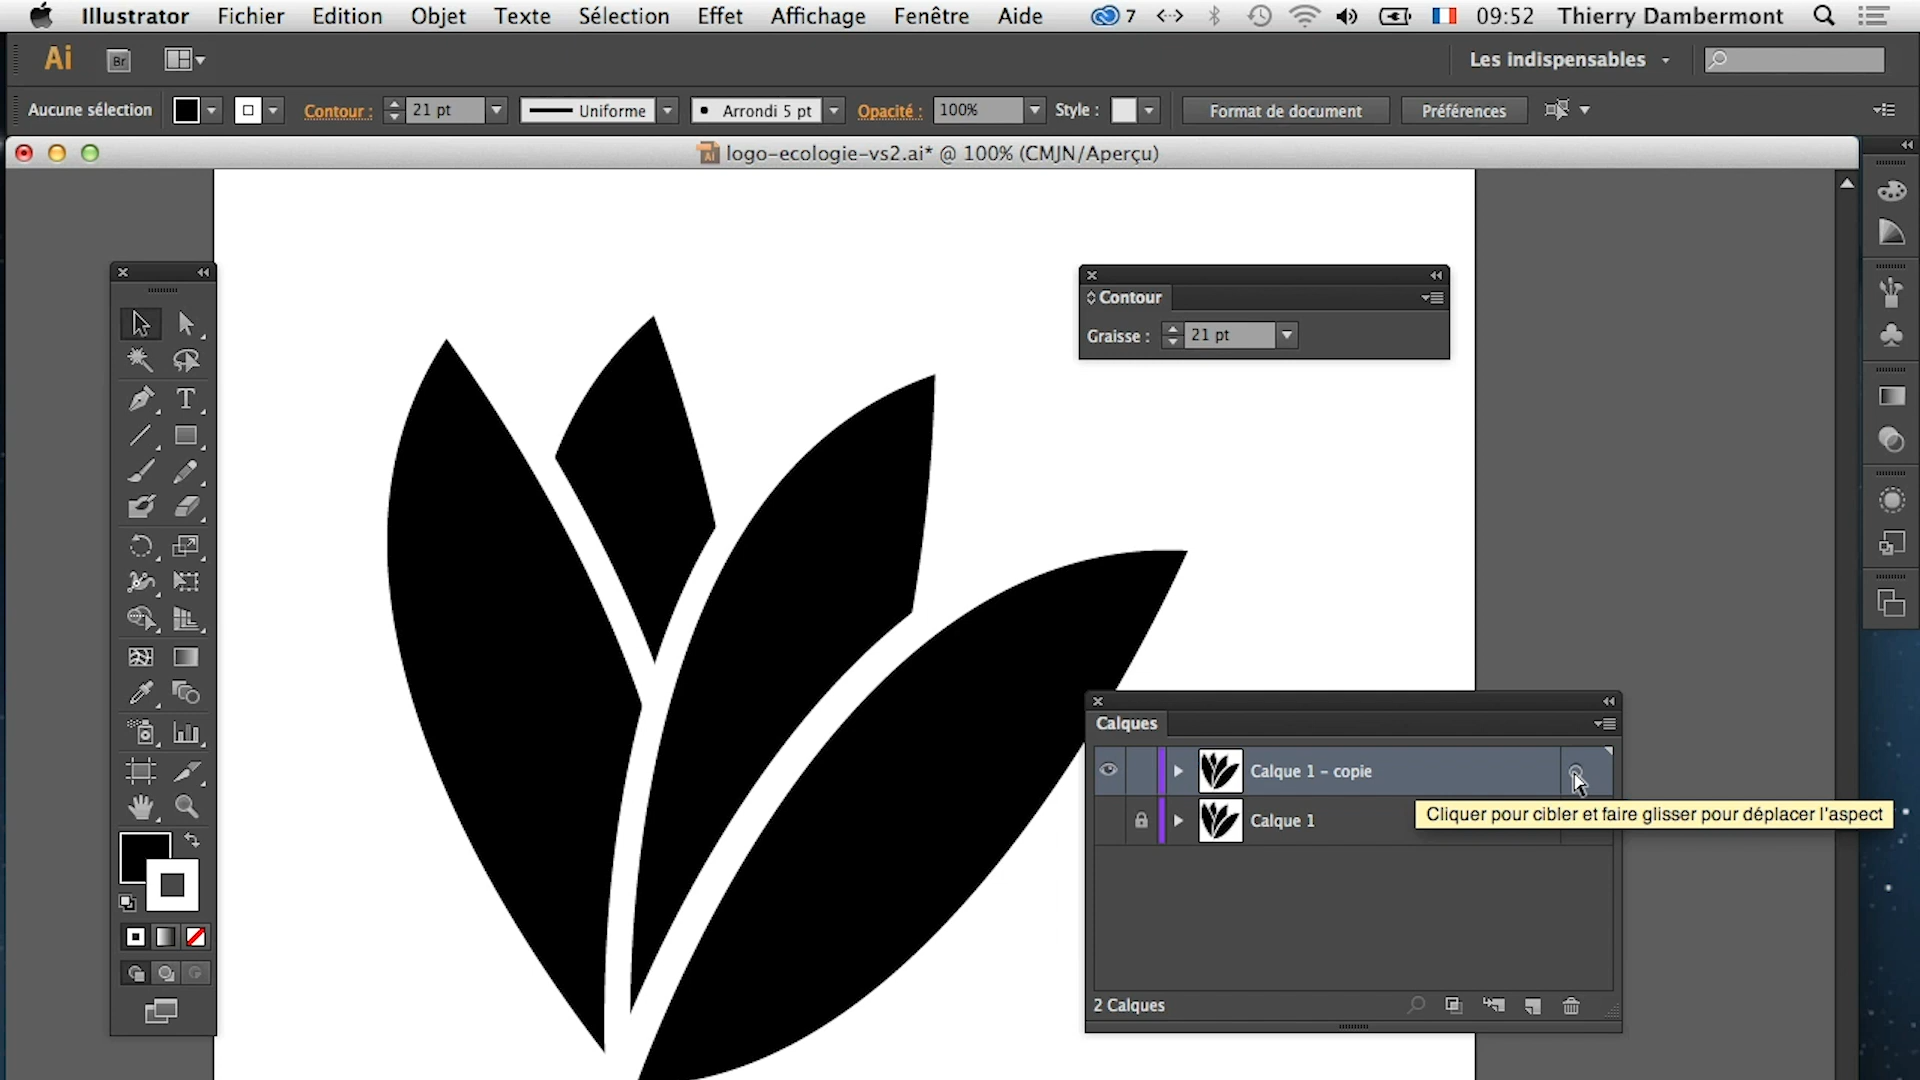 Illustrator Fichier Edition Objet Texte Sélection Effet Affichage Fenêtre Aide 7 09:52 Thierry Dambermont
Ai Br Les indispensables
Aucune sélection Contour : 21 pt Uniforme Arrondi 5 pt Opacité : 100% Style : Format de document Préférences
logo-ecologie-vs2.ai* @ 100% (CMJN/Aperçu)
Contour
Graisse : 21 pt
Calques
Calque 1 - copie
Calque 1
Cliquer pour cibler et faire glisser pour déplacer l'aspect
2 Calques